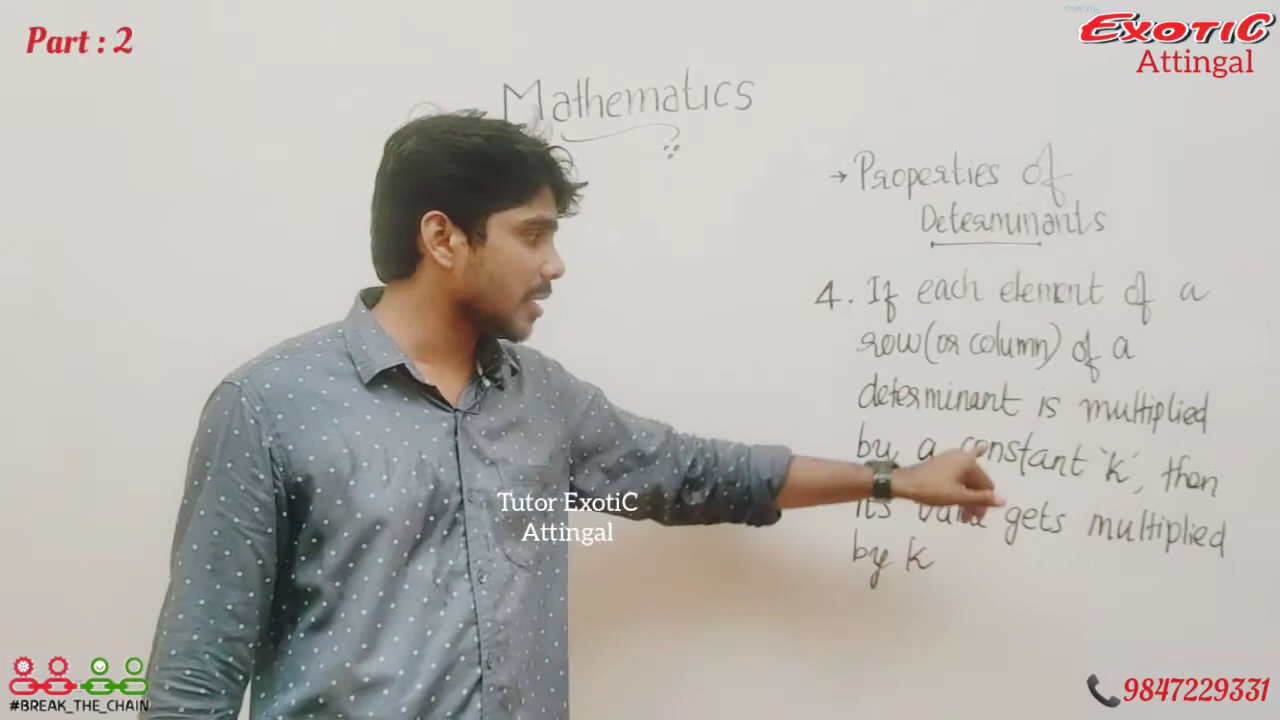 Part : 2
EXOTIC
Attingal
Mathematics
→ Properties of
Determinants
4. If each element of a
row (or column) of a
determinant is multiplied
by a constant 'k', then
its value gets multiplied
by k
Tutor ExotiC
Attingal
#BREAK_THE_CHAIN
9847229331